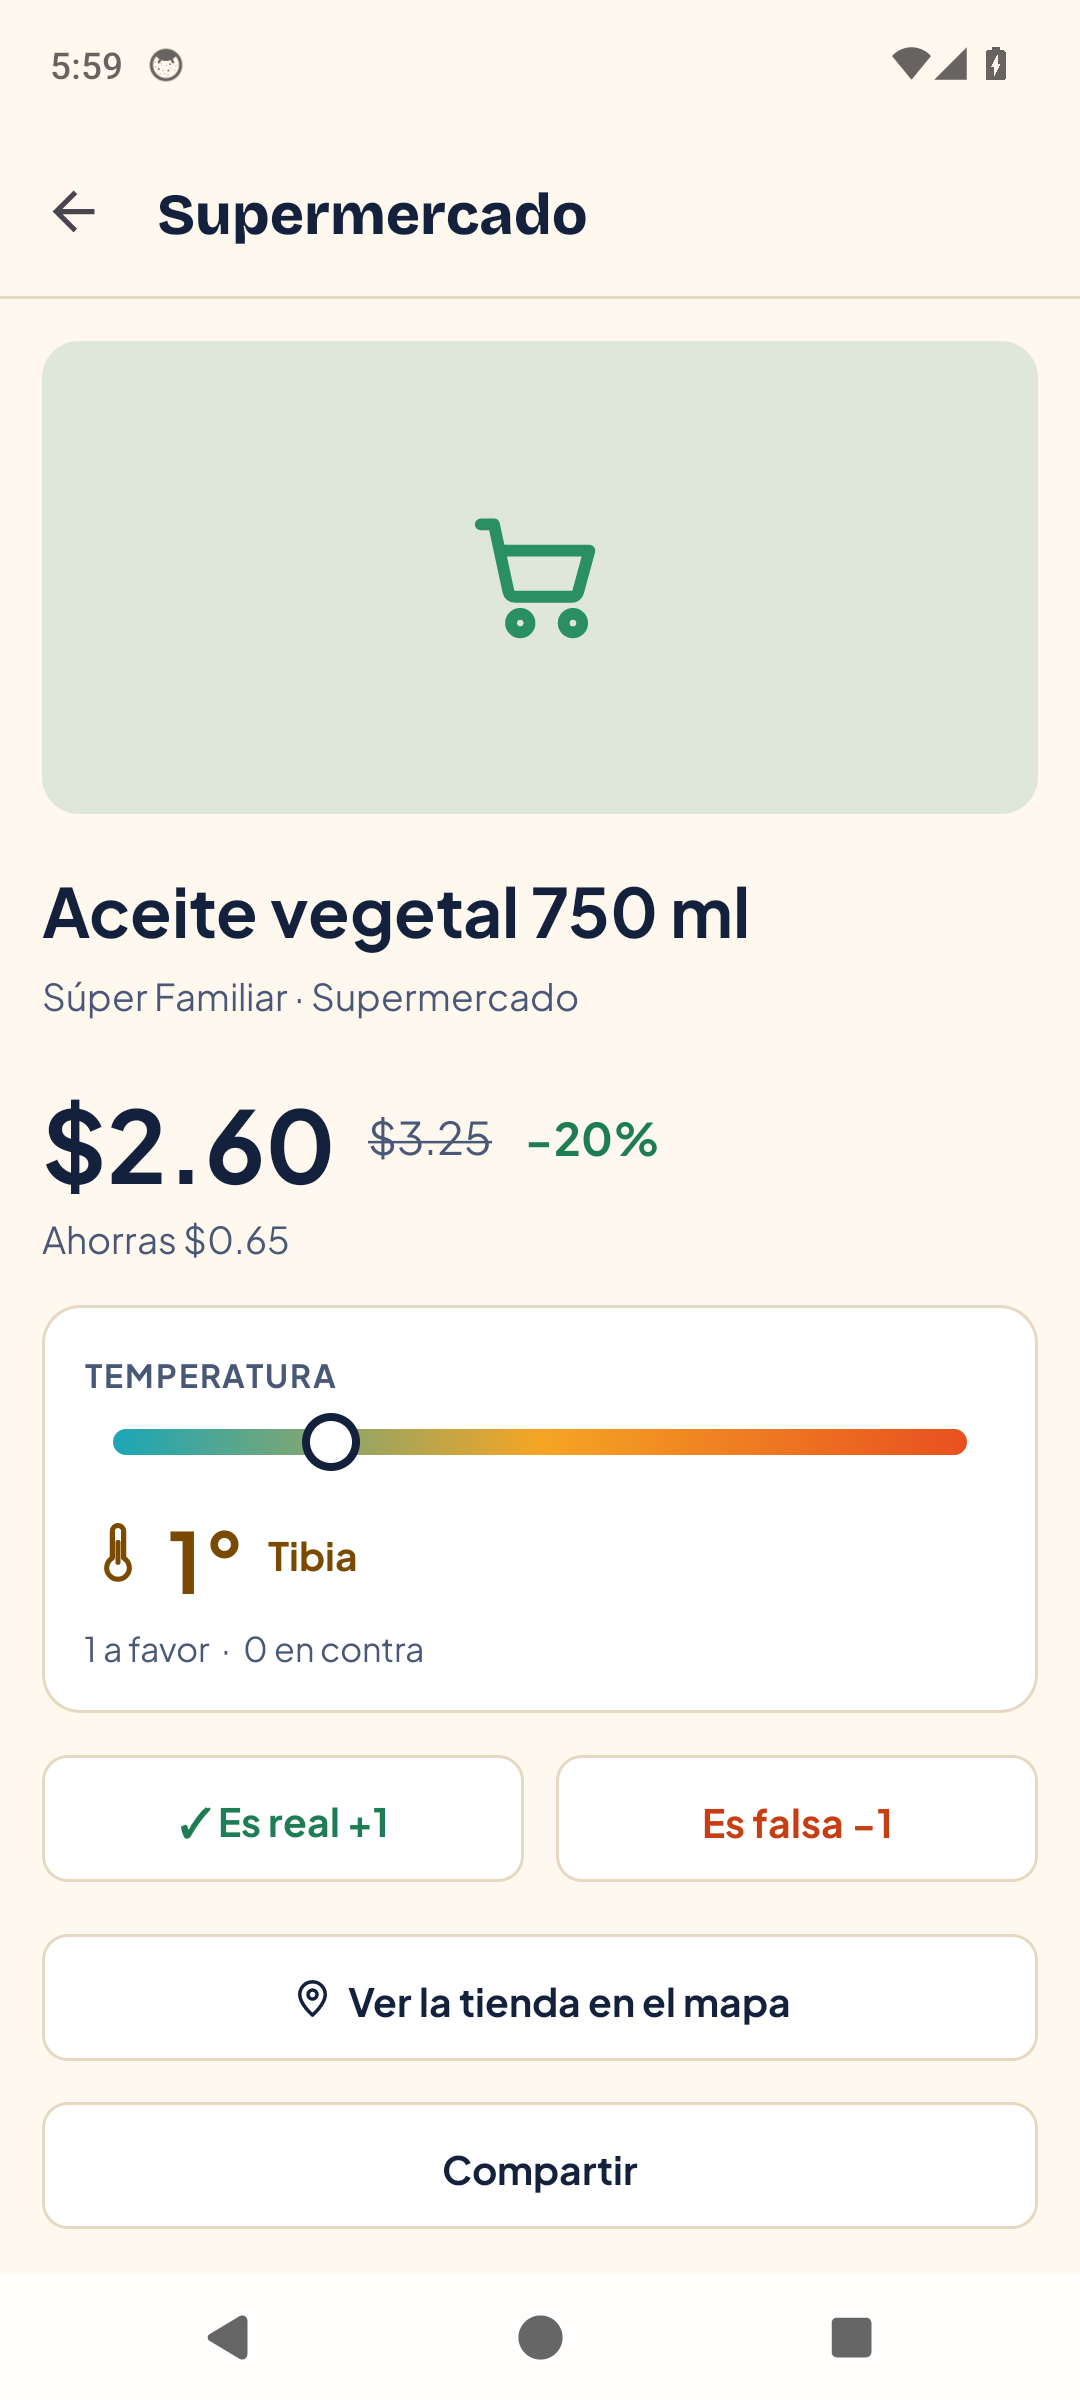 5:59
Supermercado
Aceite vegetal 750 ml
Súper Familiar · Supermercado
$2.60 $3.25 −20%
Ahorras $0.65
TEMPERATURA
1° Tibia
1 a favor · 0 en contra
✓ Es real +1 Es falsa −1
Ver la tienda en el mapa
Compartir